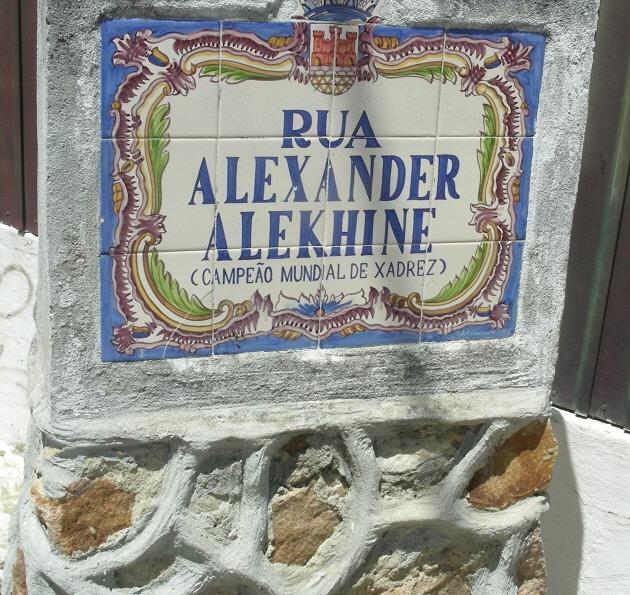 RUA
ALEXANDER
ALEKHINE
(CAMPEÃO MUNDIAL DE XADREZ)